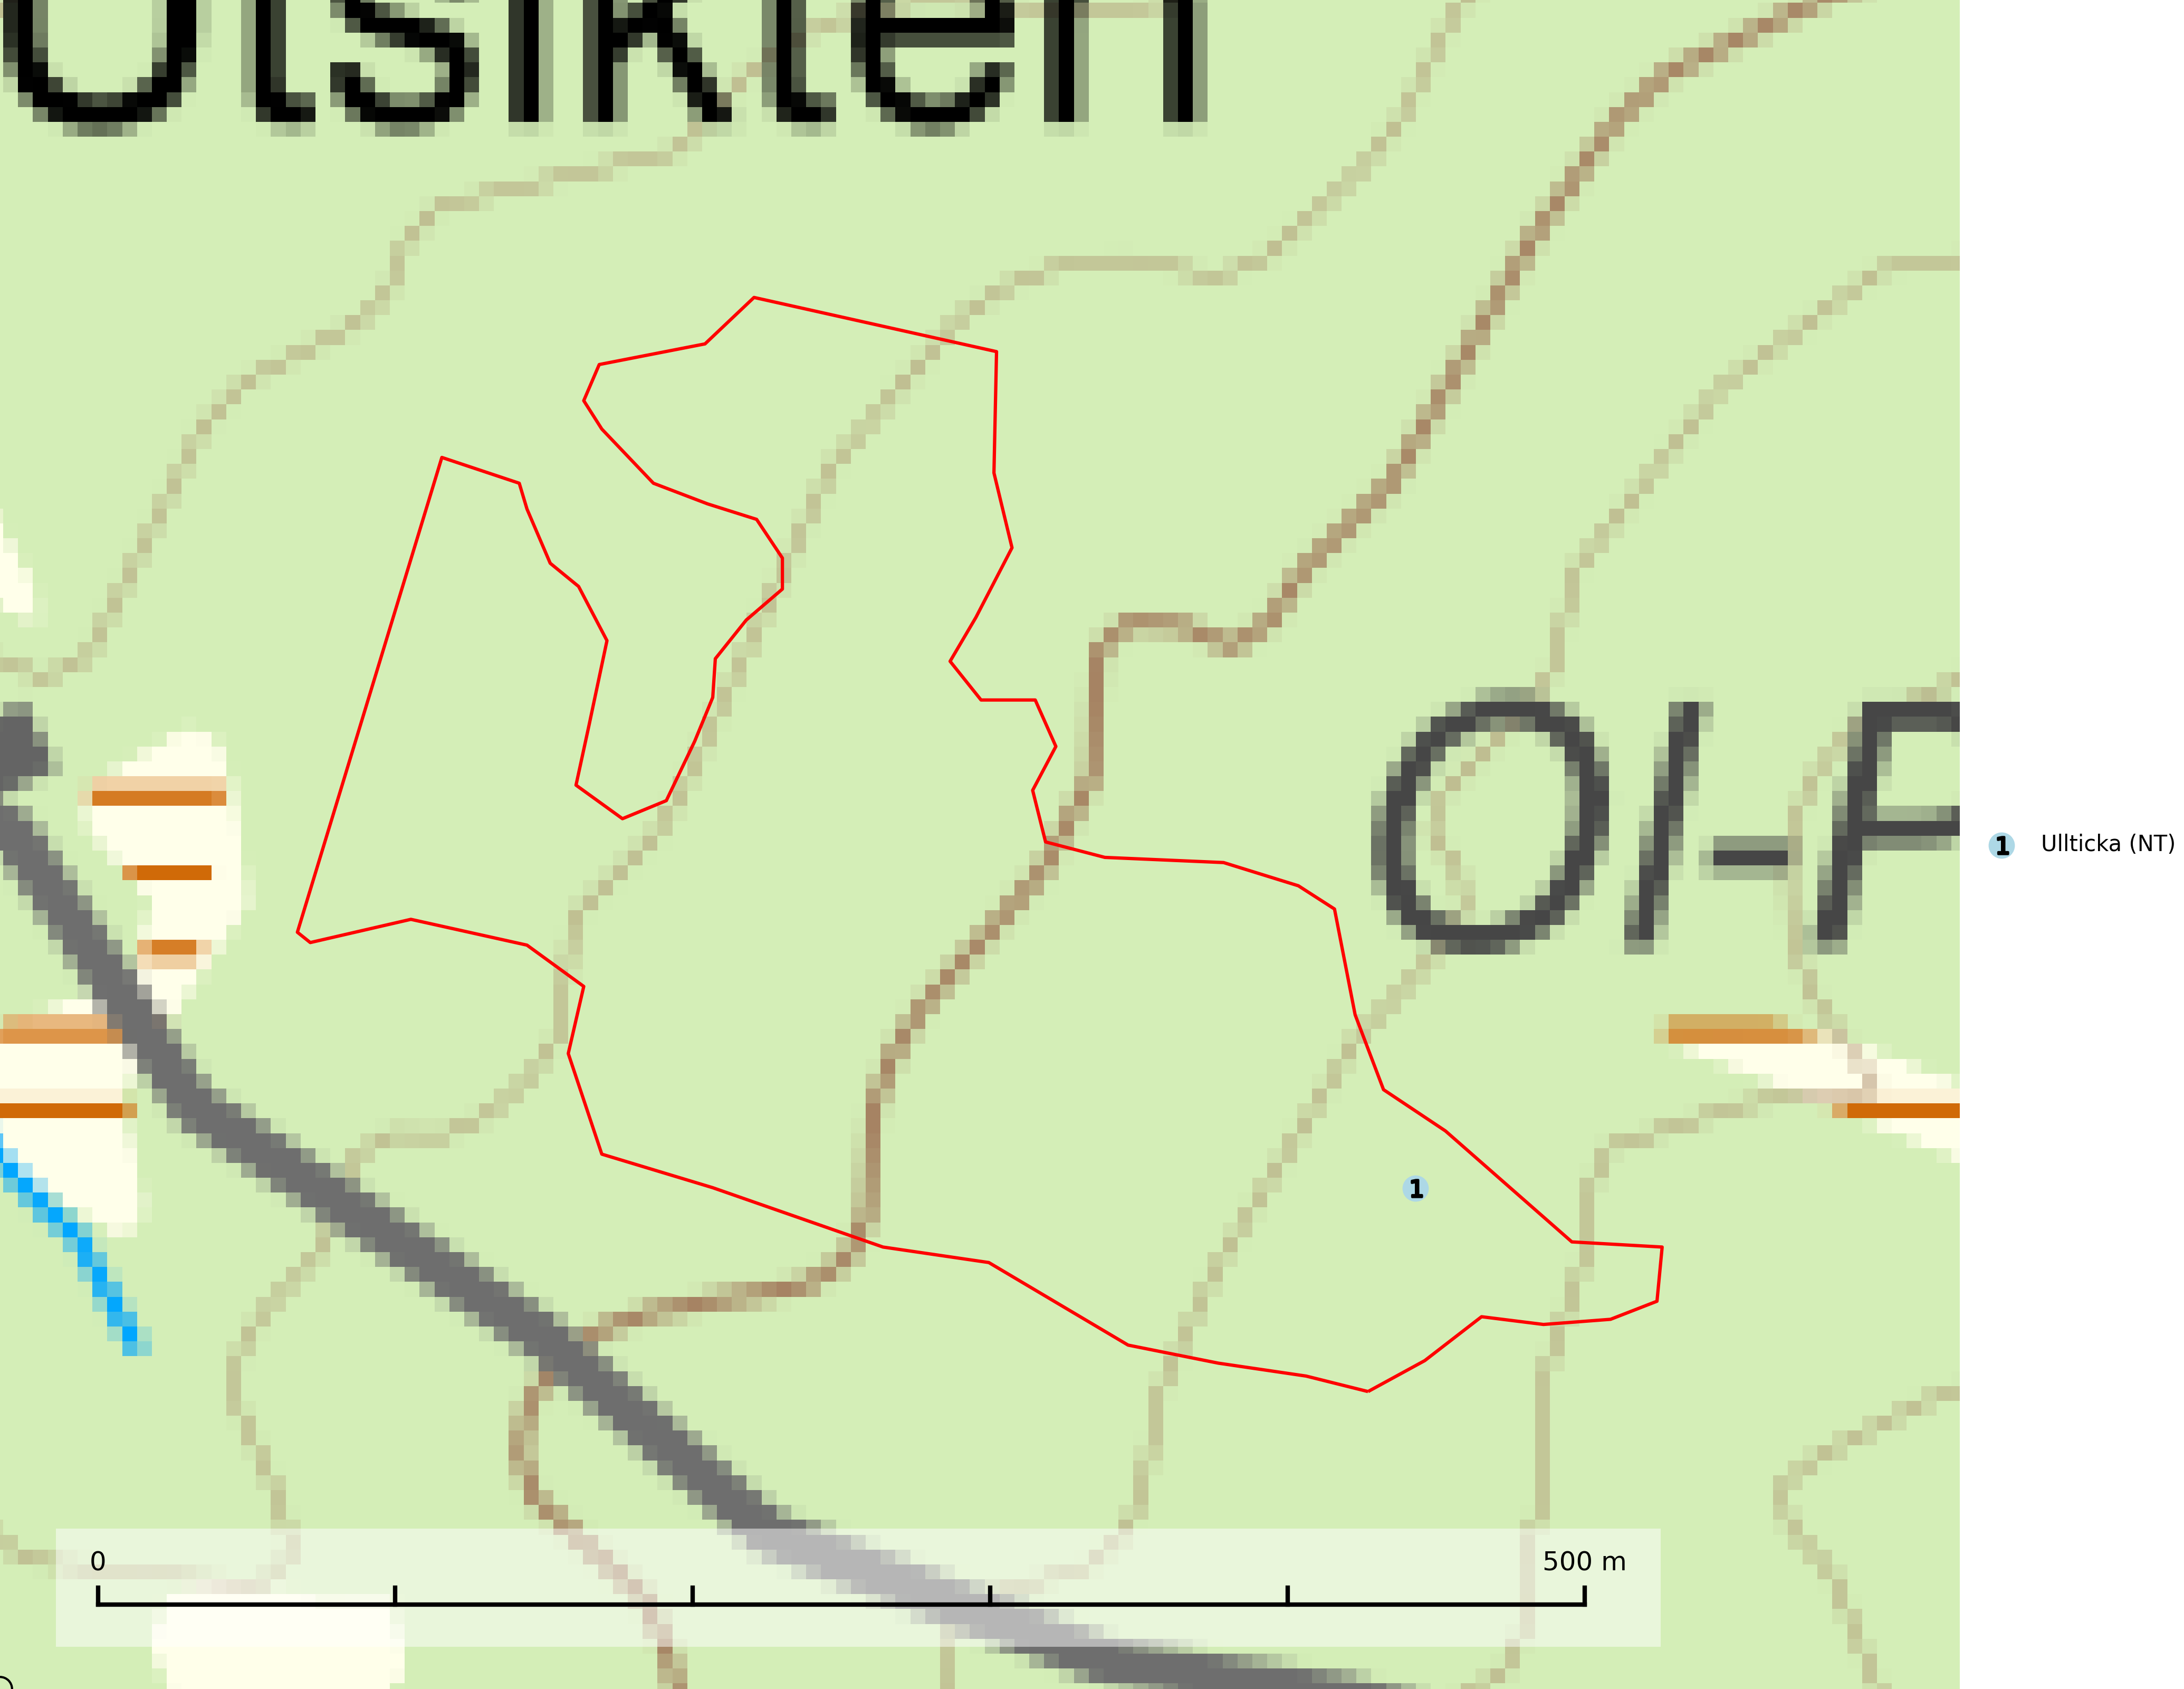 Utsikten
Ol-F
1 Ullticka (NT)
1
0 500 m